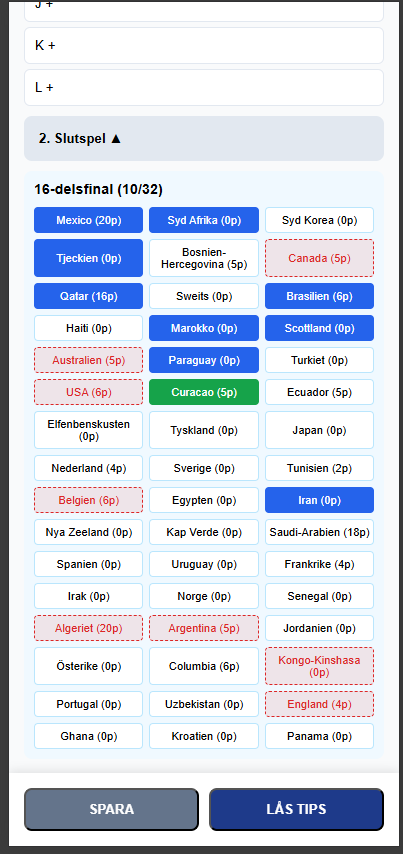 J +
K +
L +
2. Slutspel ▲
16-delsfinal (10/32)
Mexico (20p)
Syd Afrika (0p)
Syd Korea (0p)
Tjeckien (0p)
Bosnien-
Hercegovina (5p)
Canada (5p)
Qatar (16p)
Sweits (0p)
Brasilien (6p)
Haiti (0p)
Marokko (0p)
Scottland (0p)
Australien (5p)
Paraguay (0p)
Turkiet (0p)
USA (6p)
Curacao (5p)
Ecuador (5p)
Elfenbenskusten
(0p)
Tyskland (0p)
Japan (0p)
Nederland (4p)
Sverige (0p)
Tunisien (2p)
Belgien (6p)
Egypten (0p)
Iran (0p)
Nya Zeeland (0p)
Kap Verde (0p)
Saudi-Arabien (18p)
Spanien (0p)
Uruguay (0p)
Frankrike (4p)
Irak (0p)
Norge (0p)
Senegal (0p)
Algeriet (20p)
Argentina (5p)
Jordanien (0p)
Österike (0p)
Columbia (6p)
Kongo-Kinshasa
(0p)
Portugal (0p)
Uzbekistan (0p)
England (4p)
Ghana (0p)
Kroatien (0p)
Panama (0p)
SPARA
LÅS TIPS